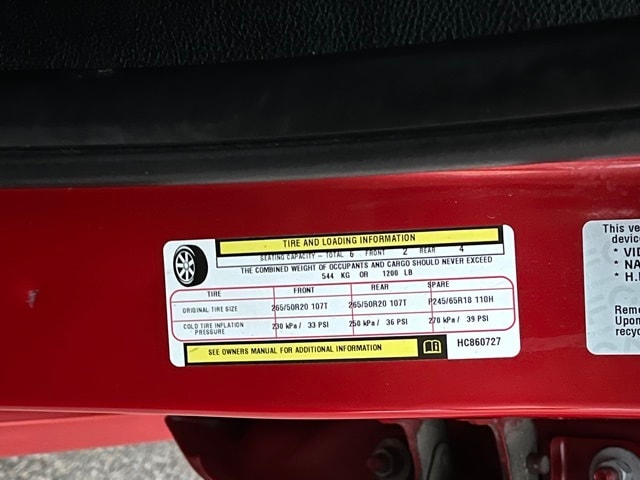 TIRE AND LOADING INFORMATION
SEATING CAPACITY – TOTAL 6 FRONT 2 REAR 4
THE COMBINED WEIGHT OF OCCUPANTS AND CARGO SHOULD NEVER EXCEED
544 KG OR 1200 LB
TIRE FRONT REAR SPARE
ORIGINAL TIRE SIZE 265/50R20 107T 265/50R20 107T P245/65R18 110H
COLD TIRE INFLATION PRESSURE 230 kPa / 33 PSI 250 kPa / 36 PSI 270 kPa / 39 PSI
SEE OWNERS MANUAL FOR ADDITIONAL INFORMATION
HC860727
This ve
device
* VID
* NA
* H.
Remo
Upon
recyc